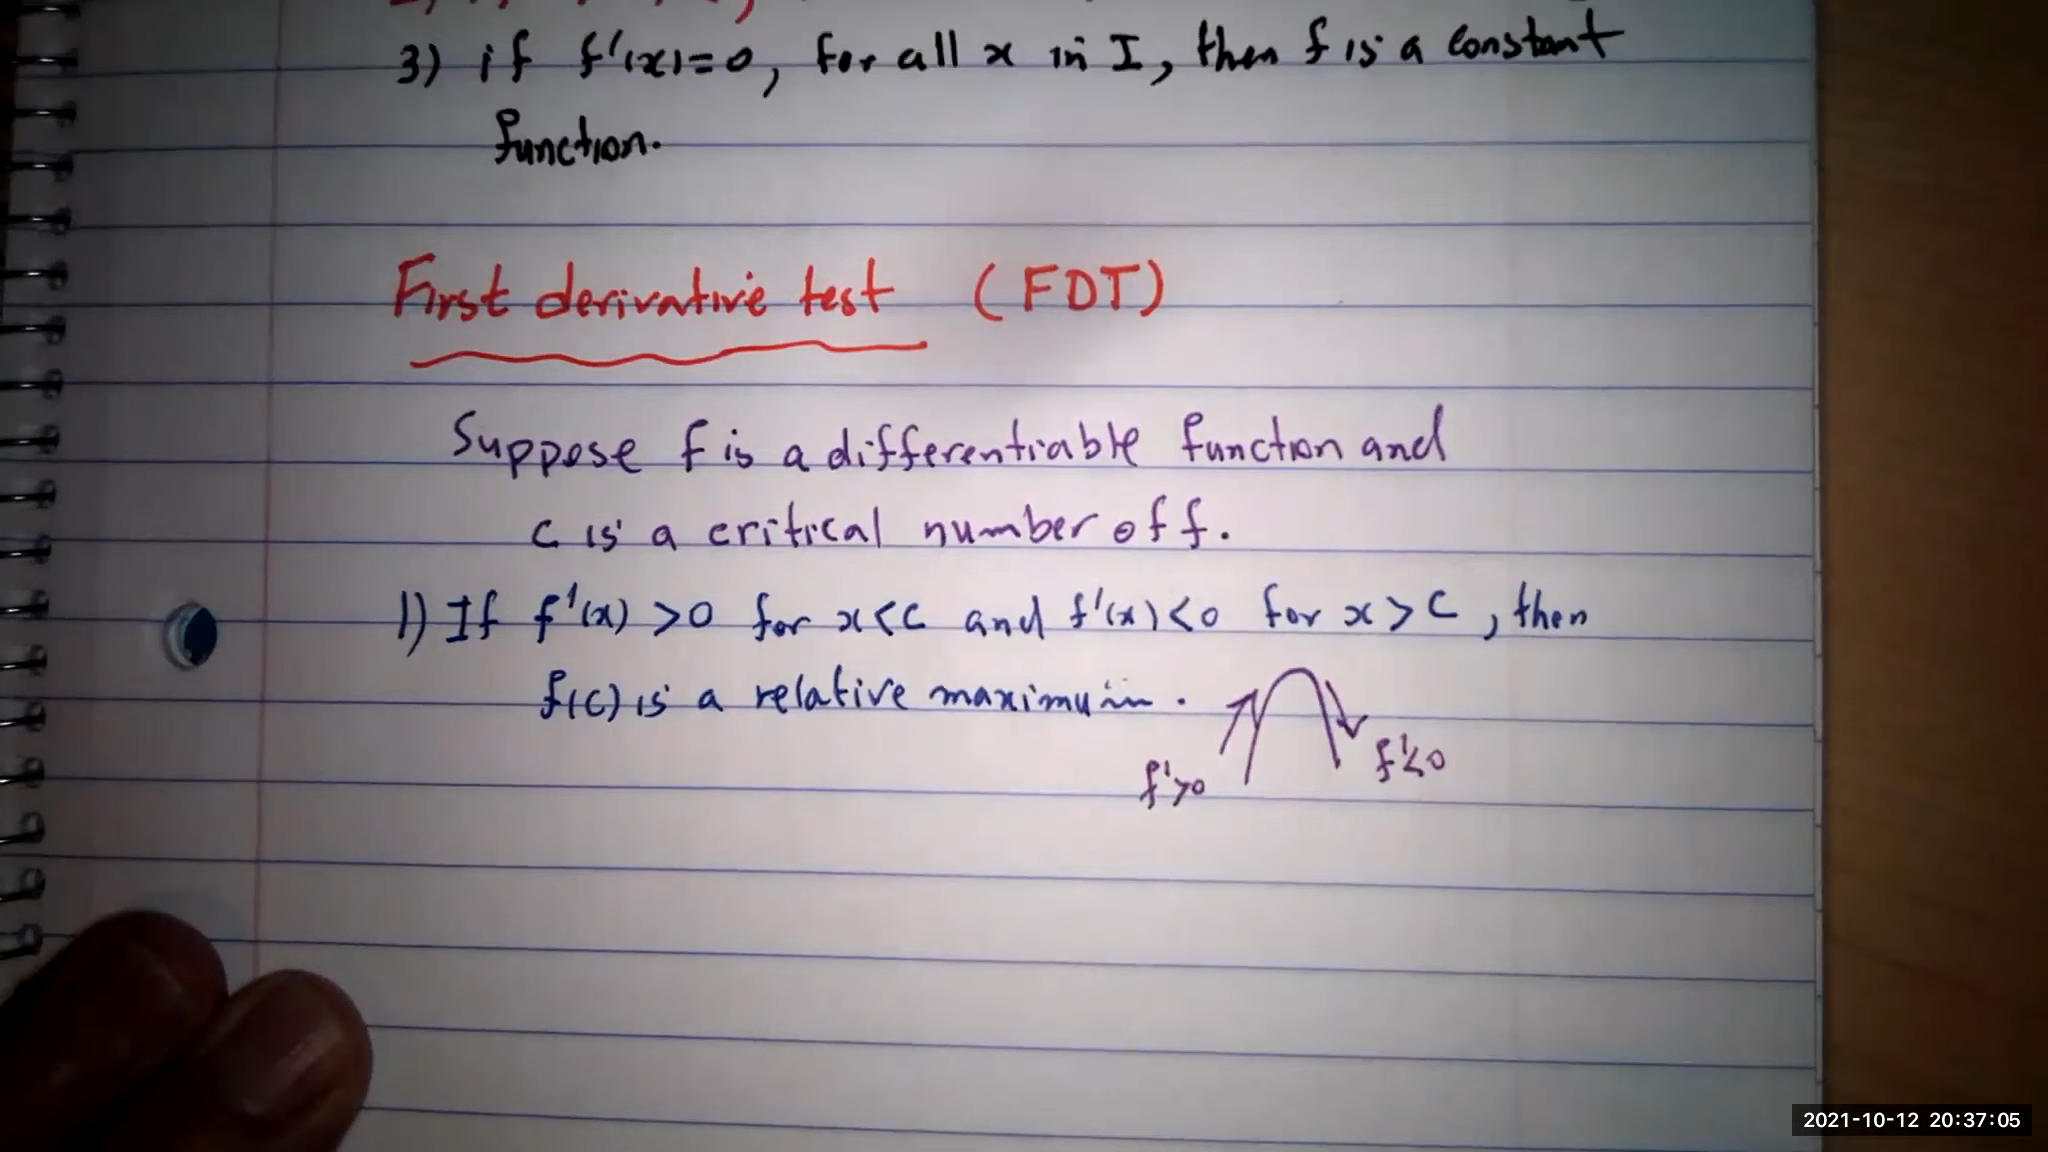 3) if f'(x)=0, for all x in I, then f is a constant
function.
First derivative test (FDT)
Suppose f is a differentiable function and
c is a critical number of f.
1) If f'(x) >0 for x<c and f'(x)<0 for x>c, then
f(c) is a relative maximum.
f'>0
f'<0
2021-10-12 20:37:05